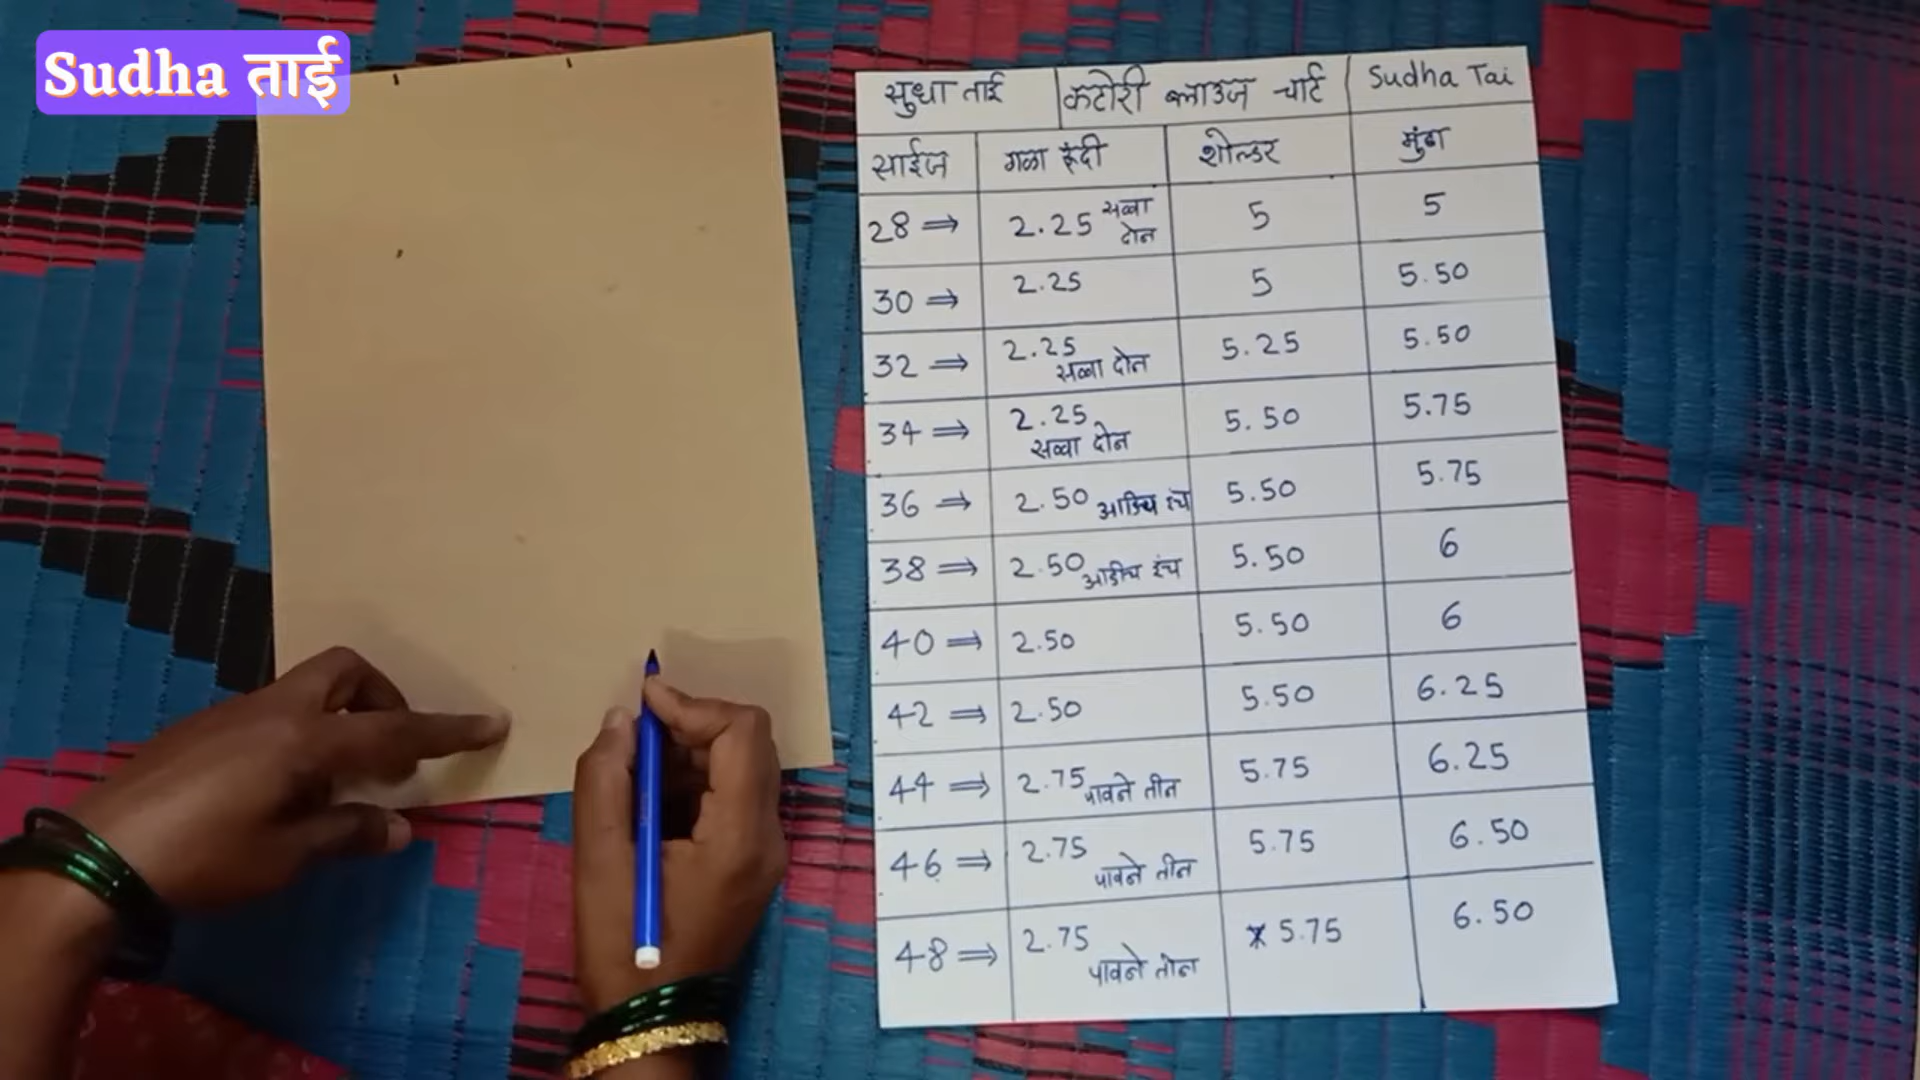 Sudha ताई
सुधा ताई कटोरी ब्लाउज चार्ट Sudha Tai
साईज गळा रूंदी शोल्डर मुंढा
28 ⇒ 2.25 सव्वा दोन 5 5
30 ⇒ 2.25 5 5.50
32 ⇒ 2.25 सव्वा दोन 5.25 5.50
34 ⇒ 2.25 सव्वा दोन 5.50 5.75
36 ⇒ 2.50 आडिच इंच 5.50 5.75
38 ⇒ 2.50 आडीच इंच 5.50 6
40 ⇒ 2.50 5.50 6
42 ⇒ 2.50 5.50 6.25
44 ⇒ 2.75 पावने तीन 5.75 6.25
46 ⇒ 2.75 पावने तीन 5.75 6.50
48 ⇒ 2.75 पावने तीन 5.75 6.50